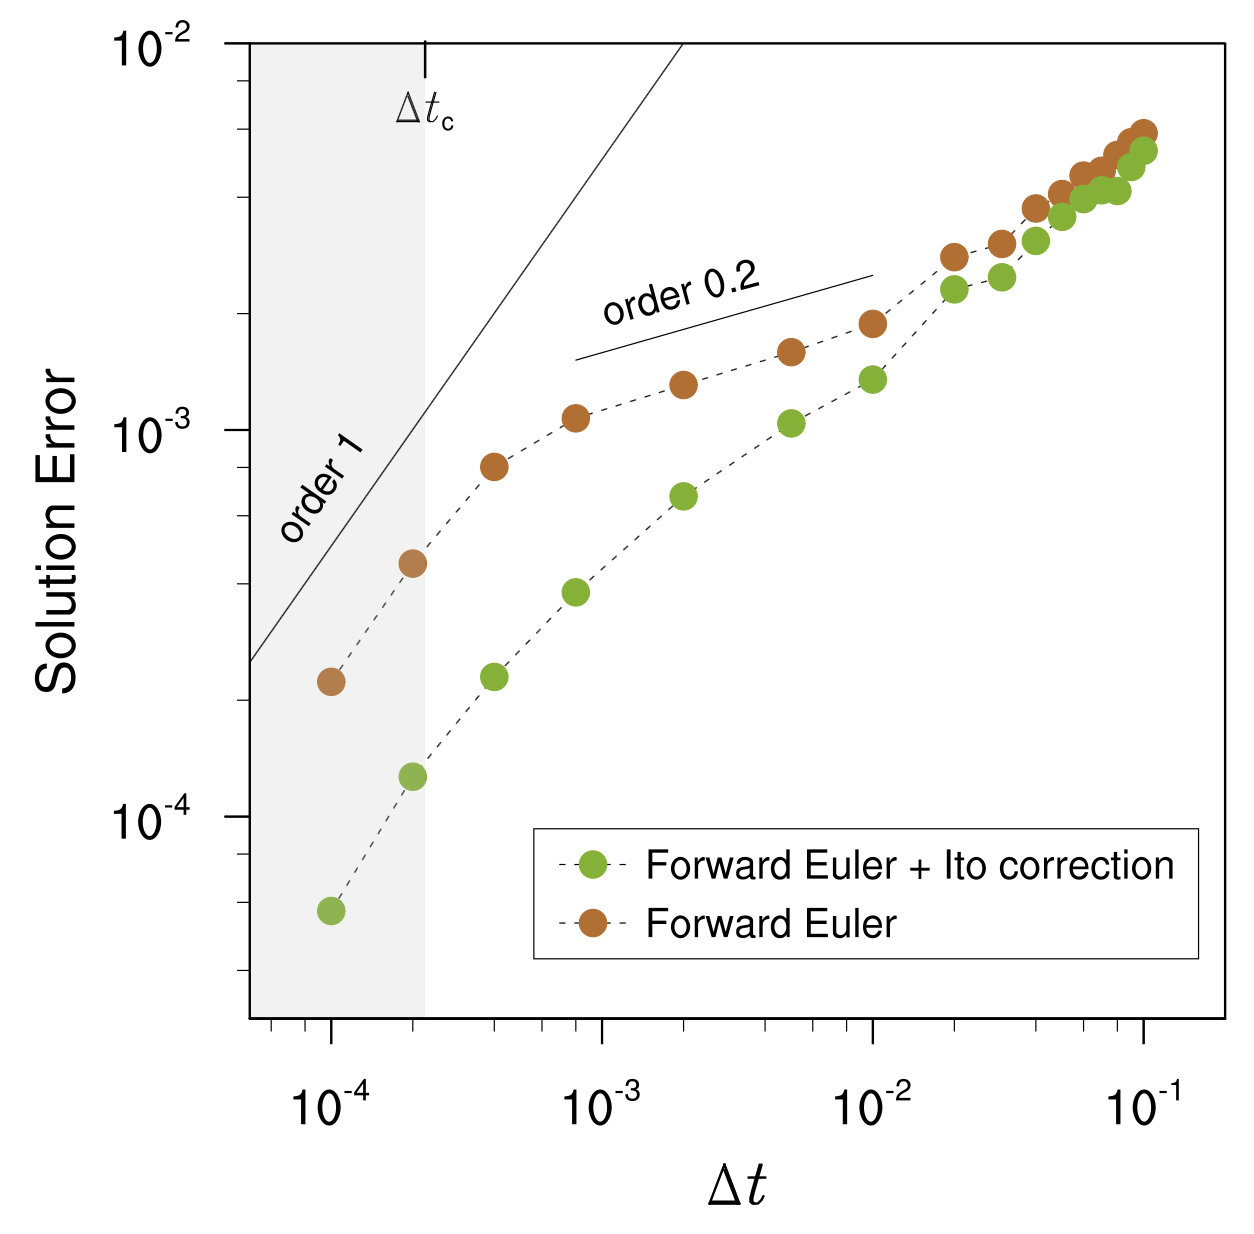 10-2
Δtc
order 0.2
10-3
order 1
Solution Error
10-4
Forward Euler + Ito correction
Forward Euler
10-4 10-3 10-2 10-1
Δt